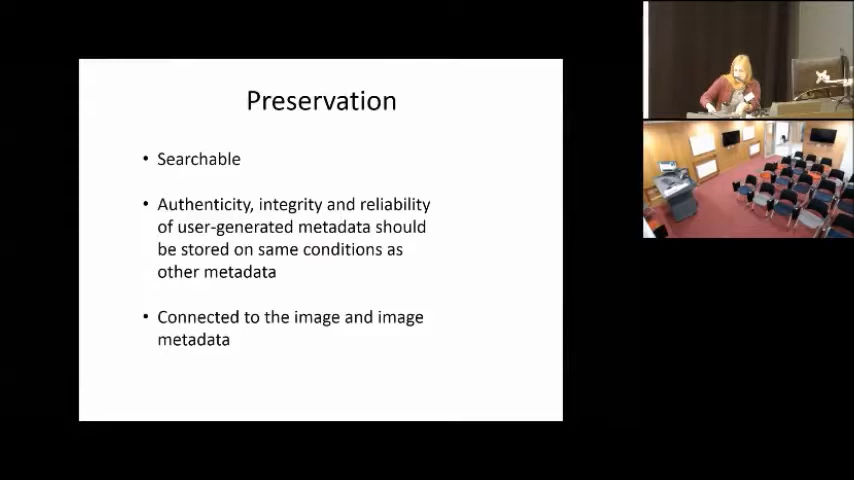 Preservation
• Searchable
• Authenticity, integrity and reliability
of user-generated metadata should
be stored on same conditions as
other metadata
• Connected to the image and image
metadata